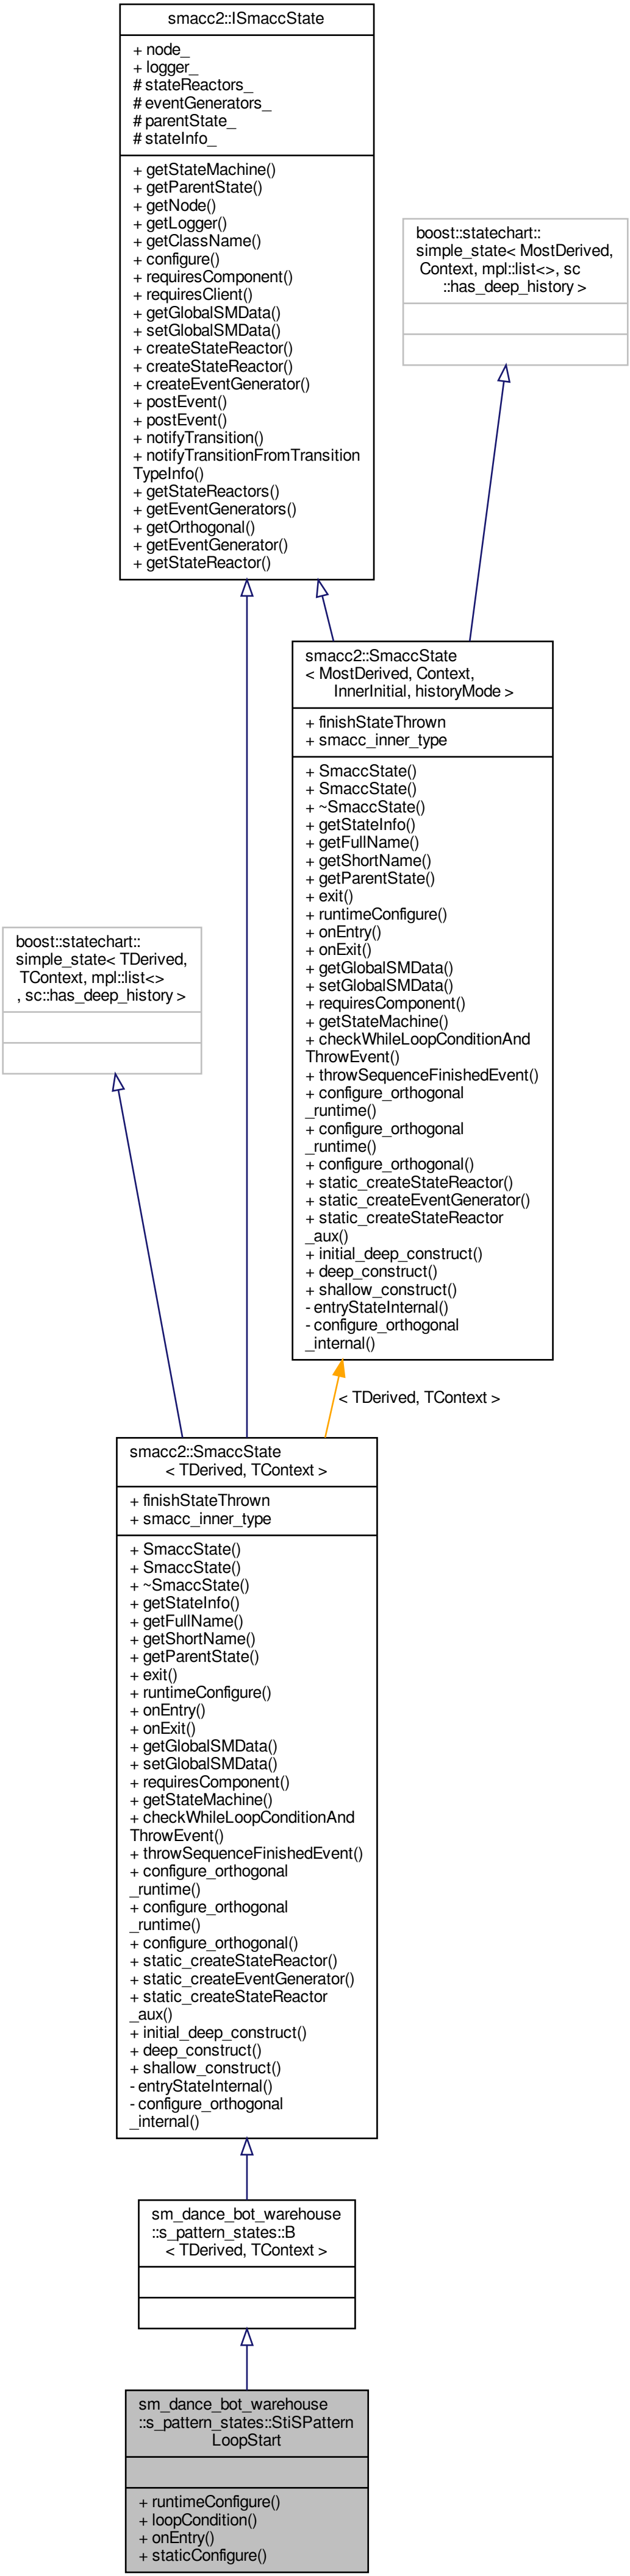 smacc2::ISmaccState
+ node_
+ logger_
# stateReactors_
# eventGenerators_
# parentState_
# stateInfo_
+ getStateMachine()
+ getParentState()
+ getNode()
+ getLogger()
+ getClassName()
+ configure()
+ requiresComponent()
+ requiresClient()
+ getGlobalSMData()
+ setGlobalSMData()
+ createStateReactor()
+ createStateReactor()
+ createEventGenerator()
+ postEvent()
+ postEvent()
+ notifyTransition()
+ notifyTransitionFromTransition
TypeInfo()
+ getStateReactors()
+ getEventGenerators()
+ getOrthogonal()
+ getEventGenerator()
+ getStateReactor()
boost::statechart::
simple_state< MostDerived,
Context, mpl::list<>, sc
::has_deep_history >
smacc2::SmaccState
< MostDerived, Context,
InnerInitial, historyMode >
+ finishStateThrown
+ smacc_inner_type
+ SmaccState()
+ SmaccState()
+ ~SmaccState()
+ getStateInfo()
+ getFullName()
+ getShortName()
+ getParentState()
+ exit()
+ runtimeConfigure()
+ onEntry()
+ onExit()
+ getGlobalSMData()
+ setGlobalSMData()
+ requiresComponent()
+ getStateMachine()
+ checkWhileLoopConditionAnd
ThrowEvent()
+ throwSequenceFinishedEvent()
+ configure_orthogonal
_runtime()
+ configure_orthogonal
_runtime()
+ configure_orthogonal()
+ static_createStateReactor()
+ static_createEventGenerator()
+ static_createStateReactor
_aux()
+ initial_deep_construct()
+ deep_construct()
+ shallow_construct()
- entryStateInternal()
- configure_orthogonal
_internal()
boost::statechart::
simple_state< TDerived,
TContext, mpl::list<>
, sc::has_deep_history >
< TDerived, TContext >
smacc2::SmaccState
< TDerived, TContext >
+ finishStateThrown
+ smacc_inner_type
+ SmaccState()
+ SmaccState()
+ ~SmaccState()
+ getStateInfo()
+ getFullName()
+ getShortName()
+ getParentState()
+ exit()
+ runtimeConfigure()
+ onEntry()
+ onExit()
+ getGlobalSMData()
+ setGlobalSMData()
+ requiresComponent()
+ getStateMachine()
+ checkWhileLoopConditionAnd
ThrowEvent()
+ throwSequenceFinishedEvent()
+ configure_orthogonal
_runtime()
+ configure_orthogonal
_runtime()
+ configure_orthogonal()
+ static_createStateReactor()
+ static_createEventGenerator()
+ static_createStateReactor
_aux()
+ initial_deep_construct()
+ deep_construct()
+ shallow_construct()
- entryStateInternal()
- configure_orthogonal
_internal()
sm_dance_bot_warehouse
::s_pattern_states::B
< TDerived, TContext >
sm_dance_bot_warehouse
::s_pattern_states::StiSPattern
LoopStart
+ runtimeConfigure()
+ loopCondition()
+ onEntry()
+ staticConfigure()